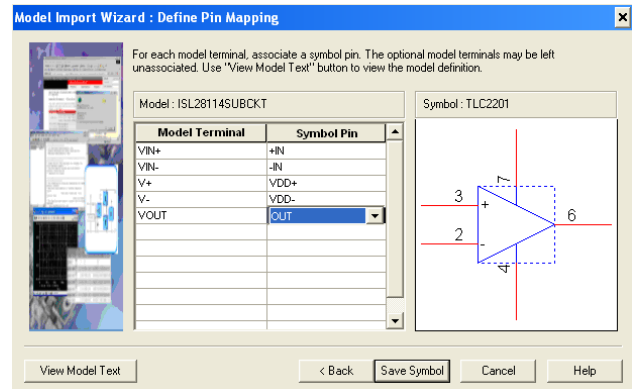 Model Import Wizard : Define Pin Mapping
For each model terminal, associate a symbol pin. The optional model terminals may be left
unassociated. Use "View Model Text" button to view the model definition.
Model : ISL28114SUBCKT
Symbol : TLC2201
Model Terminal Symbol Pin
VIN+ +IN
VIN- -IN
V+ VDD+
V- VDD-
VOUT OUT
7
3
+
6
2
-
4
View Model Text
< Back
Save Symbol
Cancel
Help